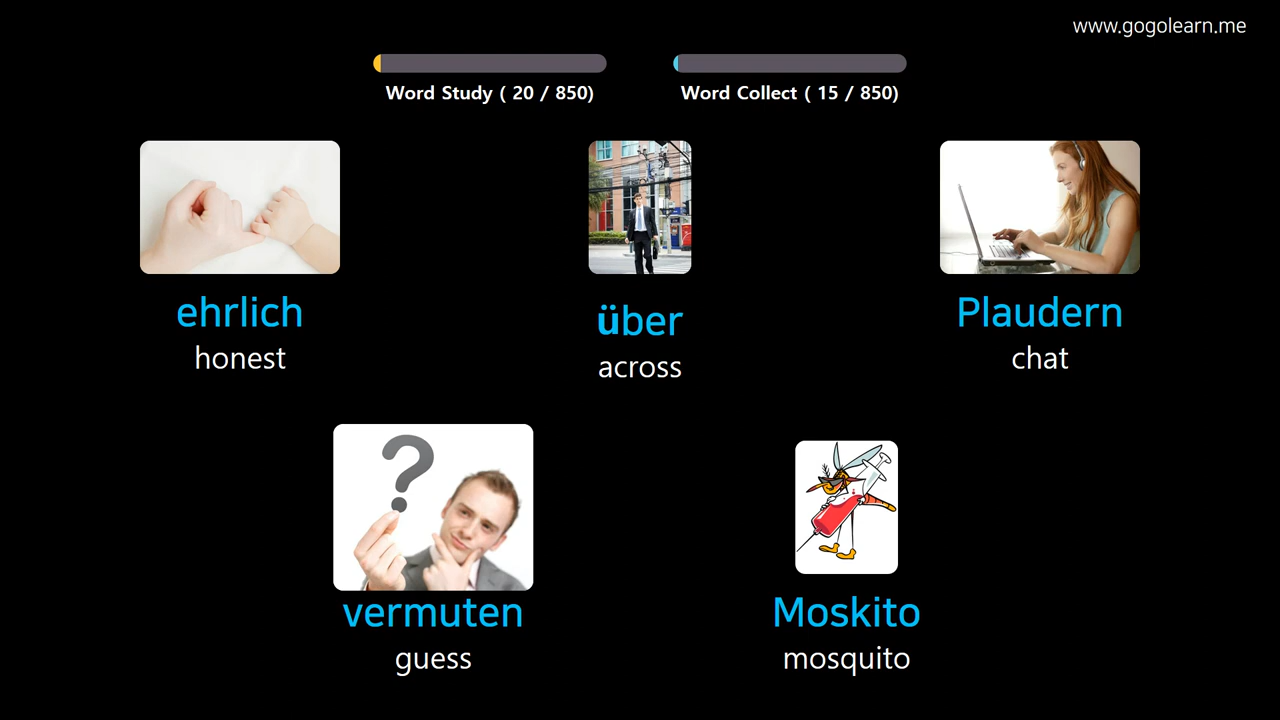 www.gogolearn.me
Word Study ( 20 / 850)
Word Collect ( 15 / 850)
ehrlich
honest
über
across
Plaudern
chat
vermuten
guess
Moskito
mosquito